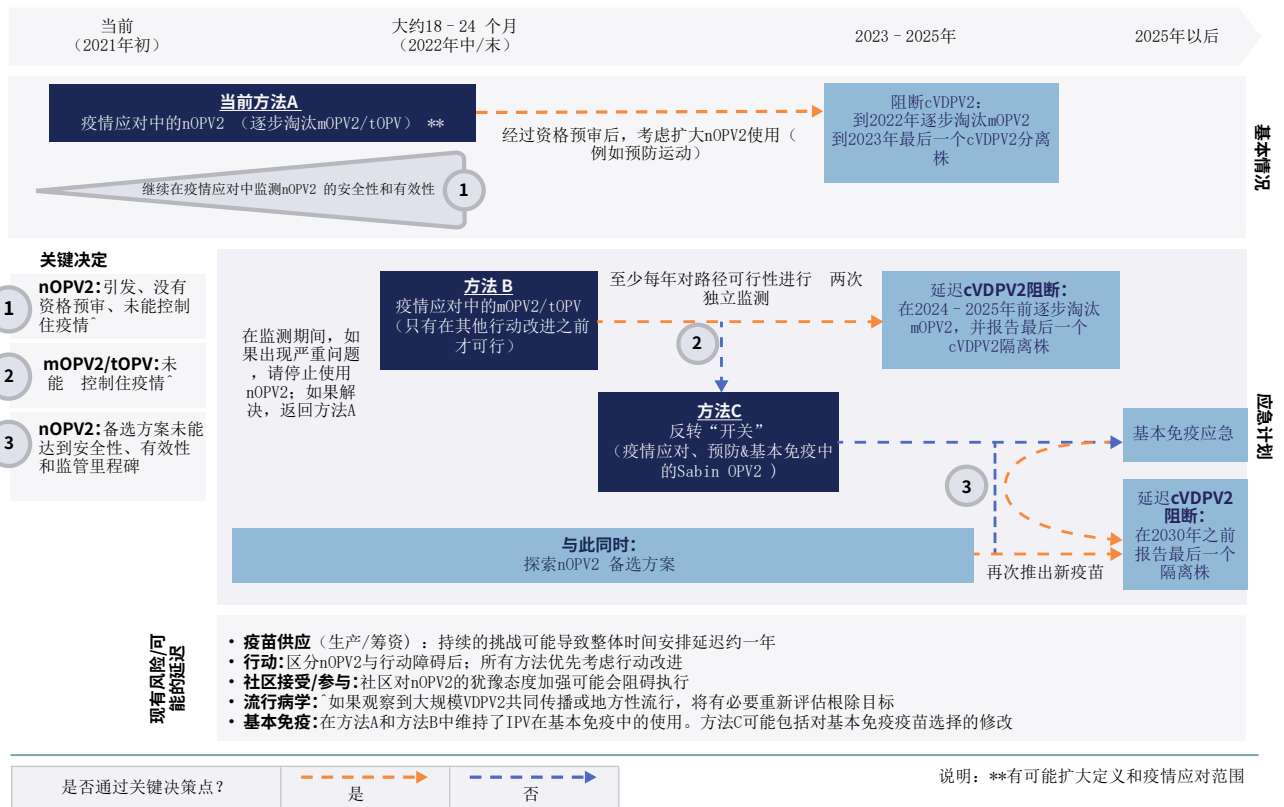 当前
（2021年初）
大约18–24 个月
（2022年中/末）
2023–2025年
2025年以后
当前方法A
疫情应对中的nOPV2 （逐步淘汰mOPV2/tOPV） **
经过资格预审后，考虑扩大nOPV2使用（
例如预防运动）
阻断cVDPV2：
到2022年逐步淘汰mOPV2
到2023年最后一个cVDPV2分离
株
继续在疫情应对中监测nOPV2 的安全性和有效性
1
基本情况
关键决定
1
nOPV2：引发、没有
资格预审、未能控制
住疫情^
2
mOPV2/tOPV：未
能 控制住疫情^
3
nOPV2：备选方案未能
达到安全性、有效性
和监管里程碑
在监测期间，如
果出现严重问题
，请停止使用
nOPV2；如果解
决，返回方法A
方法 B
疫情应对中的mOPV2/tOPV
（只有在其他行动改进之前
才可行）
至少每年对路径可行性进行 两次
独立监测
2
延迟cVDPV2阻断：
在2024–2025年前逐步淘汰
mOPV2，并报告最后一个
cVDPV2隔离株
方法C
反转“开关”
（疫情应对、预防&基本免疫中
的Sabin OPV2 ）
3
基本免疫应急
延迟cVDPV2
阻断：
在2030年之前
报告最后一个
隔离株
与此同时：
探索nOPV2 备选方案
再次推出新疫苗
应急计划
现有风险/可
能的延迟
• 疫苗供应（生产/筹资）：持续的挑战可能导致整体时间安排延迟约一年
• 行动：区分nOPV2与行动障碍后；所有方法优先考虑行动改进
• 社区接受/参与：社区对nOPV2的犹豫态度加强可能会阻碍执行
• 流行病学：^如果观察到大规模VDPV2共同传播或地方性流行，将有必要重新评估根除目标
• 基本免疫：在方法A和方法B中维持了IPV在基本免疫中的使用。方法C可能包括对基本免疫疫苗选择的修改
是否通过关键决策点？
是
否
说明：**有可能扩大定义和疫情应对范围